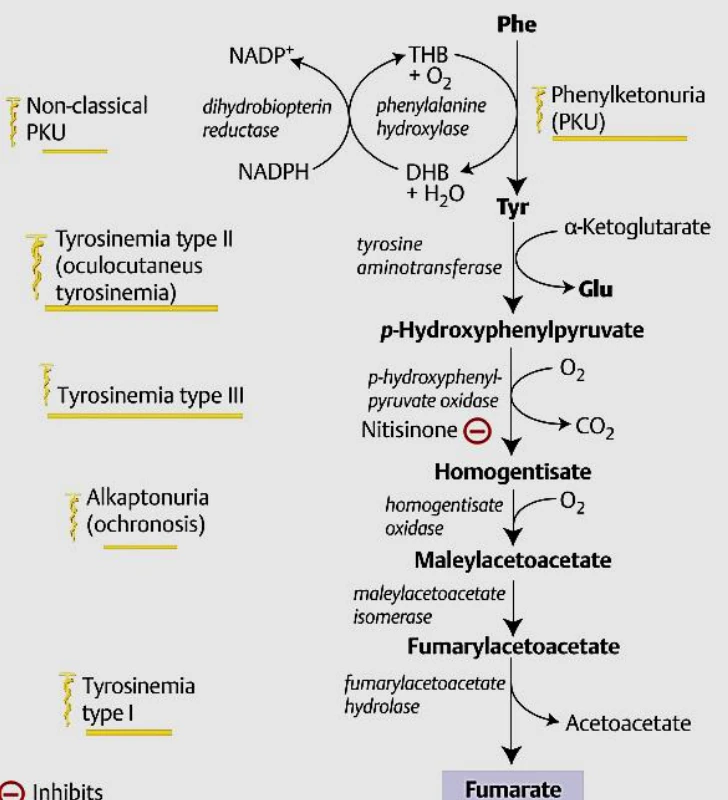 Phe
NADP⁺
THB
+ O₂
Non-classical
PKU
dihydrobiopterin
reductase
phenylalanine
hydroxylase
Phenylketonuria
(PKU)
NADPH
DHB
+ H₂O
Tyr
Tyrosinemia type II
(oculocutaneus
tyrosinemia)
tyrosine
aminotransferase
α-Ketoglutarate
Glu
p-Hydroxyphenylpyruvate
Tyrosinemia type III
p-hydroxyphenyl-
pyruvate oxidase
O₂
Nitisinone
CO₂
Homogentisate
Alkaptonuria
(ochronosis)
homogentisate
oxidase
O₂
Maleylacetoacetate
maleylacetoacetate
isomerase
Fumarylacetoacetate
Tyrosinemia
type I
fumarylacetoacetate
hydrolase
Acetoacetate
Inhibits
Fumarate